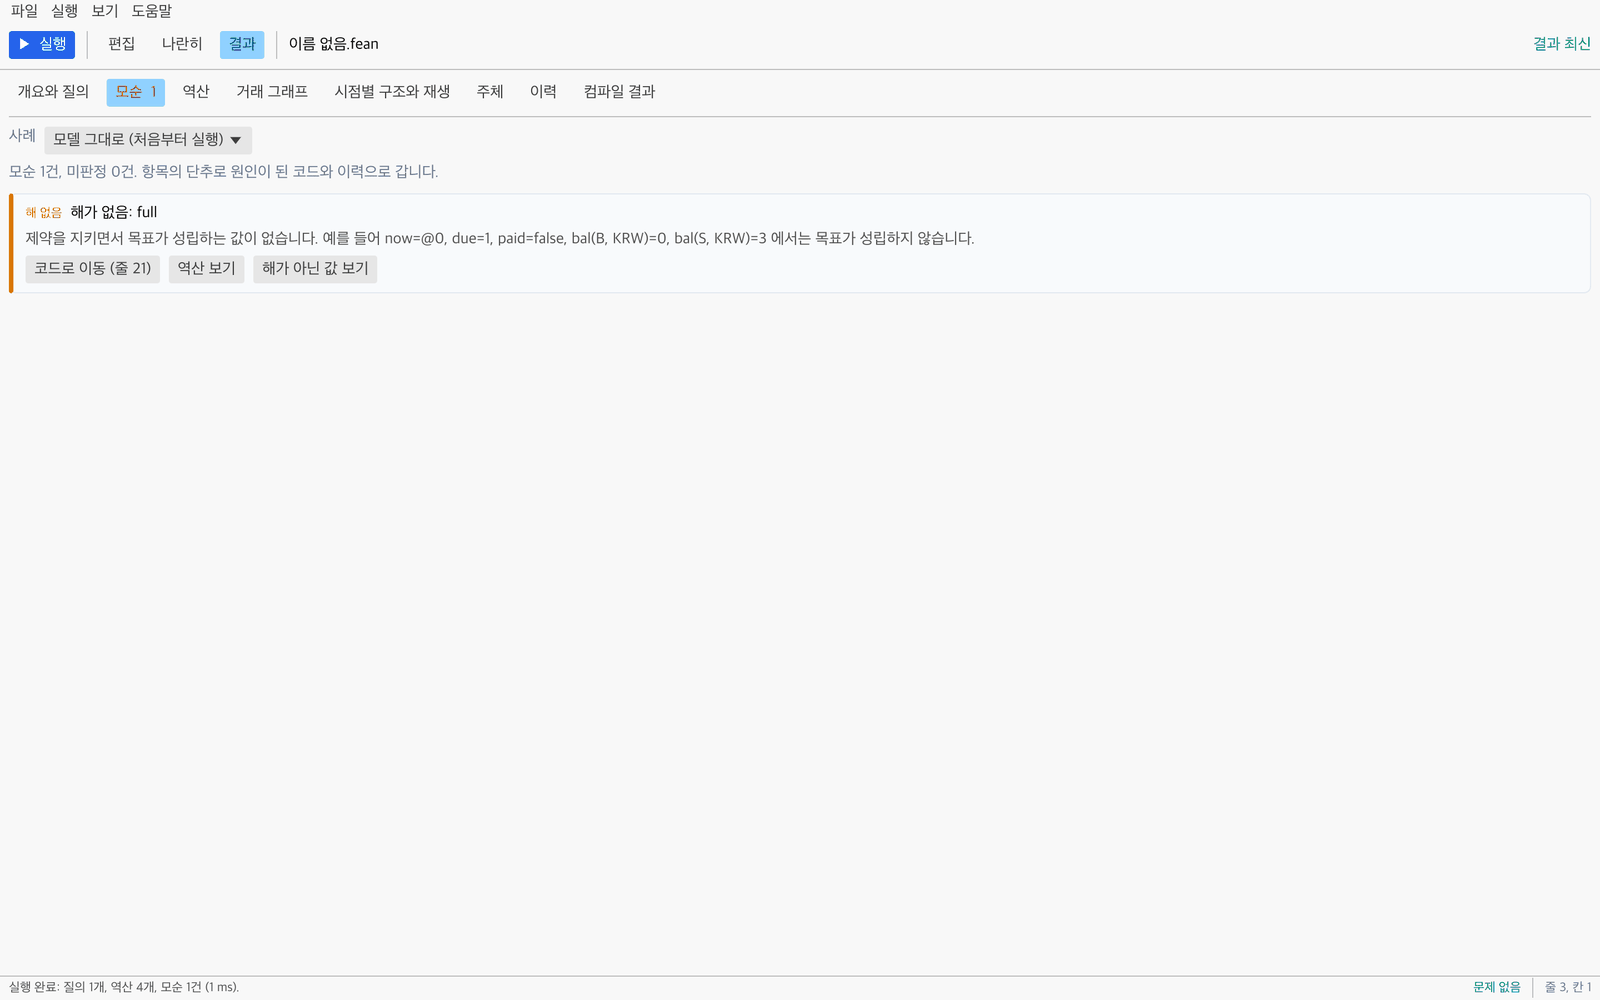 파일 실행 보기 도움말
▶ 실행 편집 나란히 결과 이름 없음.fean 결과 최신
개요와 질의 모순 1 역산 거래 그래프 시점별 구조와 재생 주체 이력 컴파일 결과
사례 모델 그대로 (처음부터 실행) ▼
모순 1건, 미판정 0건. 항목의 단추로 원인이 된 코드와 이력으로 갑니다.
해 없음 해가 없음: full
제약을 지키면서 목표가 성립하는 값이 없습니다. 예를 들어 now=@0, due=1, paid=false, bal(B, KRW)=0, bal(S, KRW)=3 에서는 목표가 성립하지 않습니다.
코드로 이동 (줄 21) 역산 보기 해가 아닌 값 보기
실행 완료: 질의 1개, 역산 4개, 모순 1건 (1 ms). 문제 없음 줄 3, 칸 1